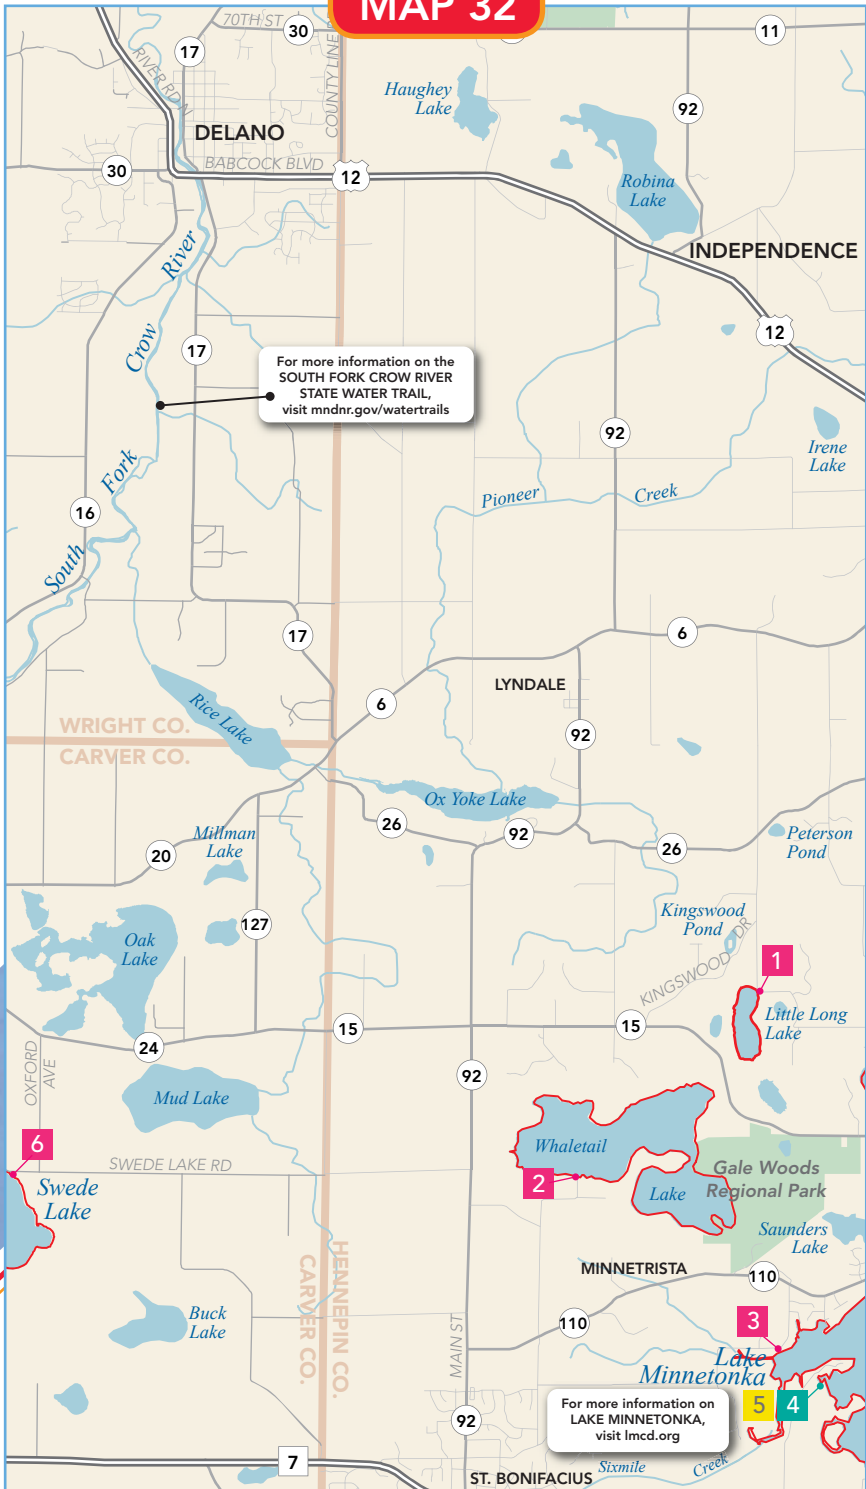 MAP 32
70TH ST
30
11
17
RIVER RD N
COUNTY LINE
Haughey
Lake
92
DELANO
BABCOCK BLVD
30
12
Robina
Lake
INDEPENDENCE
River
Crow
12
17
For more information on the
SOUTH FORK CROW RIVER
STATE WATER TRAIL,
visit mndnr.gov/watertrails
92
Irene
Lake
Fork
Pioneer
Creek
16
South
17
6
LYNDALE
Rice Lake
6
WRIGHT CO.
CARVER CO.
92
Ox Yoke Lake
26
92
26
Millman
Lake
Peterson
Pond
20
Kingswood
Pond
127
KINGSWOOD DR
Oak
Lake
1
Little Long
Lake
15
15
24
OXFORD
AVE
92
Mud Lake
6
Whaletail
SWEDE LAKE RD
Gale Woods
Regional Park
2
Lake
Swede
Lake
Saunders
Lake
MINNETRISTA
HENNEPIN CO.
CARVER CO.
110
Buck
Lake
110
3
MAIN ST
Lake
Minnetonka
5
4
92
For more information on
LAKE MINNETONKA,
visit lmcd.org
7
Sixmile
Creek
ST. BONIFACIUS